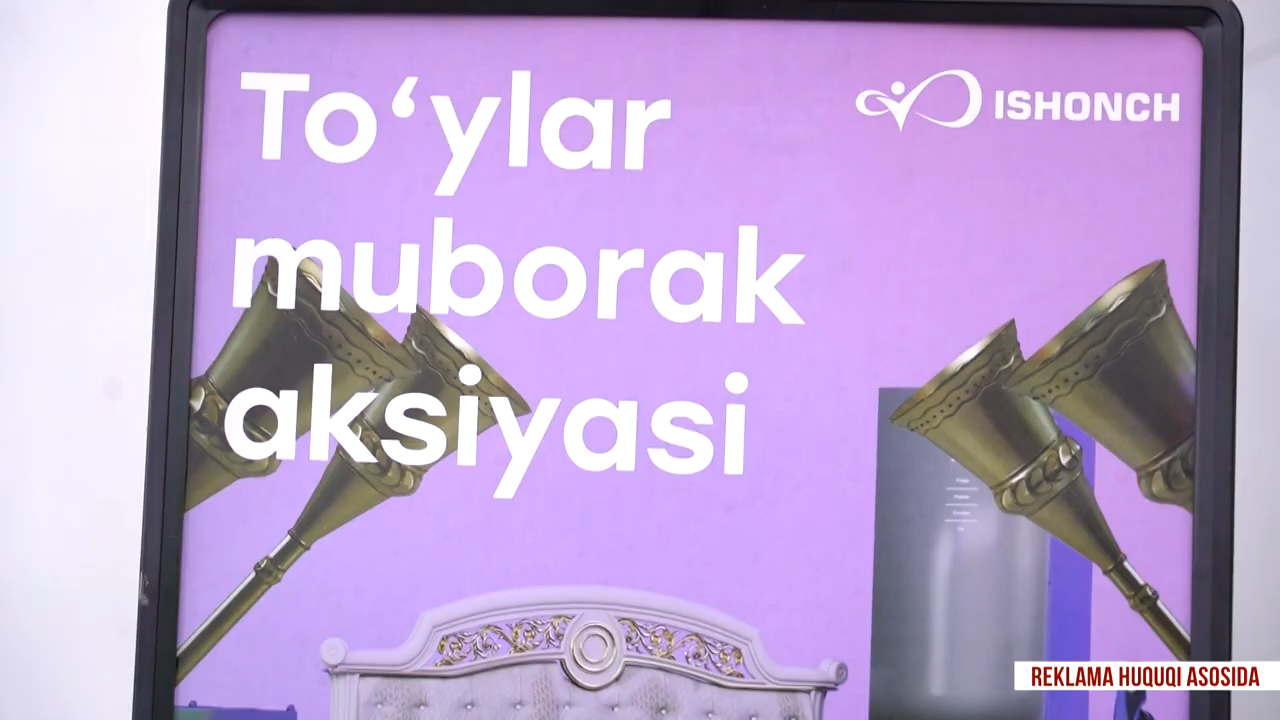 To‘ylar
muborak
aksiyasi
ISHONCH
REKLAMA HUQUQI ASOSIDA